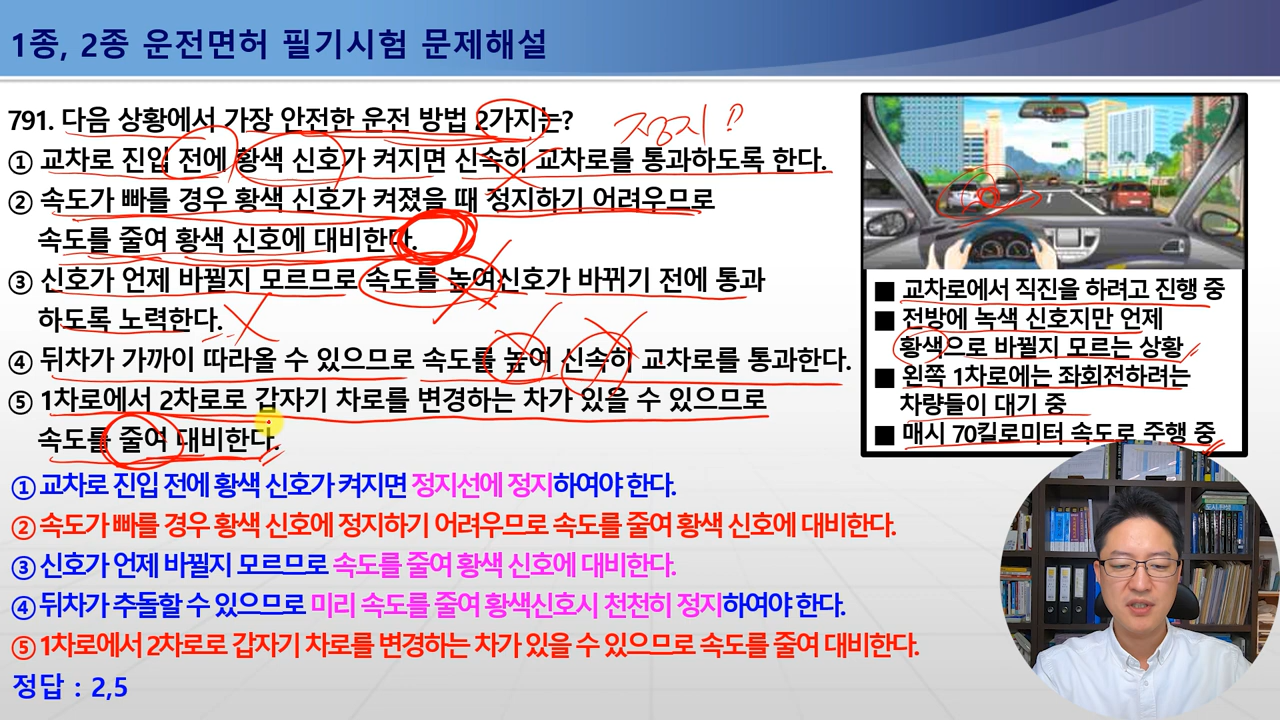 1종, 2종 운전면허 필기시험 문제해설
791. 다음 상황에서 가장 안전한 운전 방법 2가지는?
정지?
① 교차로 진입 전에 황색 신호가 켜지면 신속히 교차로를 통과하도록 한다.
② 속도가 빠를 경우 황색 신호가 켜졌을 때 정지하기 어려우므로
속도를 줄여 황색 신호에 대비한다.
③ 신호가 언제 바뀔지 모르므로 속도를 높여신호가 바뀌기 전에 통과
하도록 노력한다.
④ 뒤차가 가까이 따라올 수 있으므로 속도를 높여 신속히 교차로를 통과한다.
⑤ 1차로에서 2차로로 갑자기 차로를 변경하는 차가 있을 수 있으므로
속도를 줄여 대비한다.
■ 교차로에서 직진을 하려고 진행 중
■ 전방에 녹색 신호지만 언제
황색으로 바뀔지 모르는 상황
■ 왼쪽 1차로에는 좌회전하려는
차량들이 대기 중
■ 매시 70킬로미터 속도로 주행 중
① 교차로 진입 전에 황색 신호가 켜지면 정지선에 정지하여야 한다.
② 속도가 빠를 경우 황색 신호에 정지하기 어려우므로 속도를 줄여 황색 신호에 대비한다.
③ 신호가 언제 바뀔지 모르므로 속도를 줄여 황색 신호에 대비한다.
④ 뒤차가 추돌할 수 있으므로 미리 속도를 줄여 황색신호시 천천히 정지하여야 한다.
⑤ 1차로에서 2차로로 갑자기 차로를 변경하는 차가 있을 수 있으므로 속도를 줄여 대비한다.
정답 : 2,5